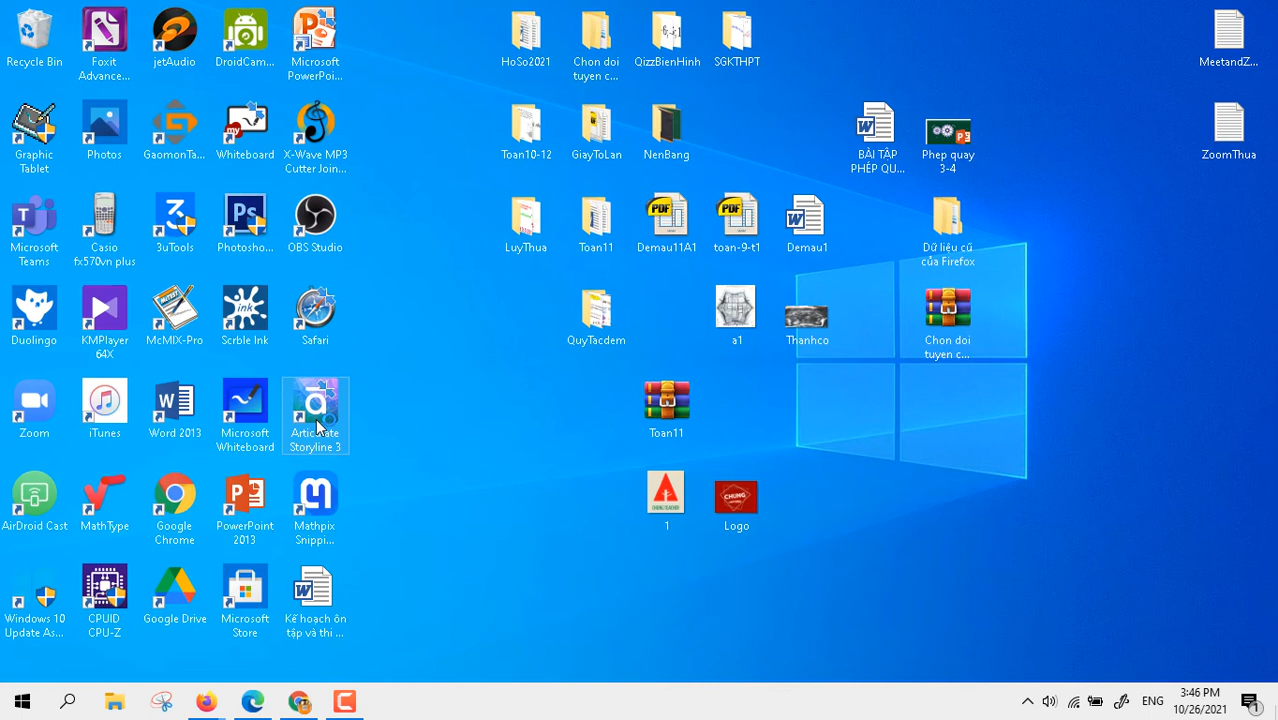 Recycle Bin
Foxit
Advance...
jetAudio
DroidCam...
Microsoft
PowerPoi...
HoSo2021
Chon doi
tuyen c...
QizzBienHinh
SGKTHPT
MeetandZ...
Graphic
Tablet
Photos
GaomonTa...
Whiteboard
X-Wave MP3
Cutter Join...
Toan10-12
GiayToLan
NenBang
BÀI TẬP
PHÉP QU...
Phep quay
3-4
ZoomThua
Microsoft
Teams
Casio
fx570vn plus
3uTools
Photosho...
OBS Studio
LuyThua
Toan11
Demau11A1
toan-9-t1
Demau1
Dữ liệu cũ
của Firefox
Duolingo
KMPlayer
64X
McMIX-Pro
Scrble Ink
Safari
QuyTacdem
a1
Thanhco
Chon doi
tuyen c...
Zoom
iTunes
Word 2013
Microsoft
Whiteboard
Articulate
Storyline 3
Toan11
AirDroid Cast
MathType
Google
Chrome
PowerPoint
2013
Mathpix
Snippi...
1
Logo
Windows 10
Update As...
CPUID
CPU-Z
Google Drive
Microsoft
Store
Kế hoạch ôn
tập và thi ...
ENG
3:46 PM
10/26/2021